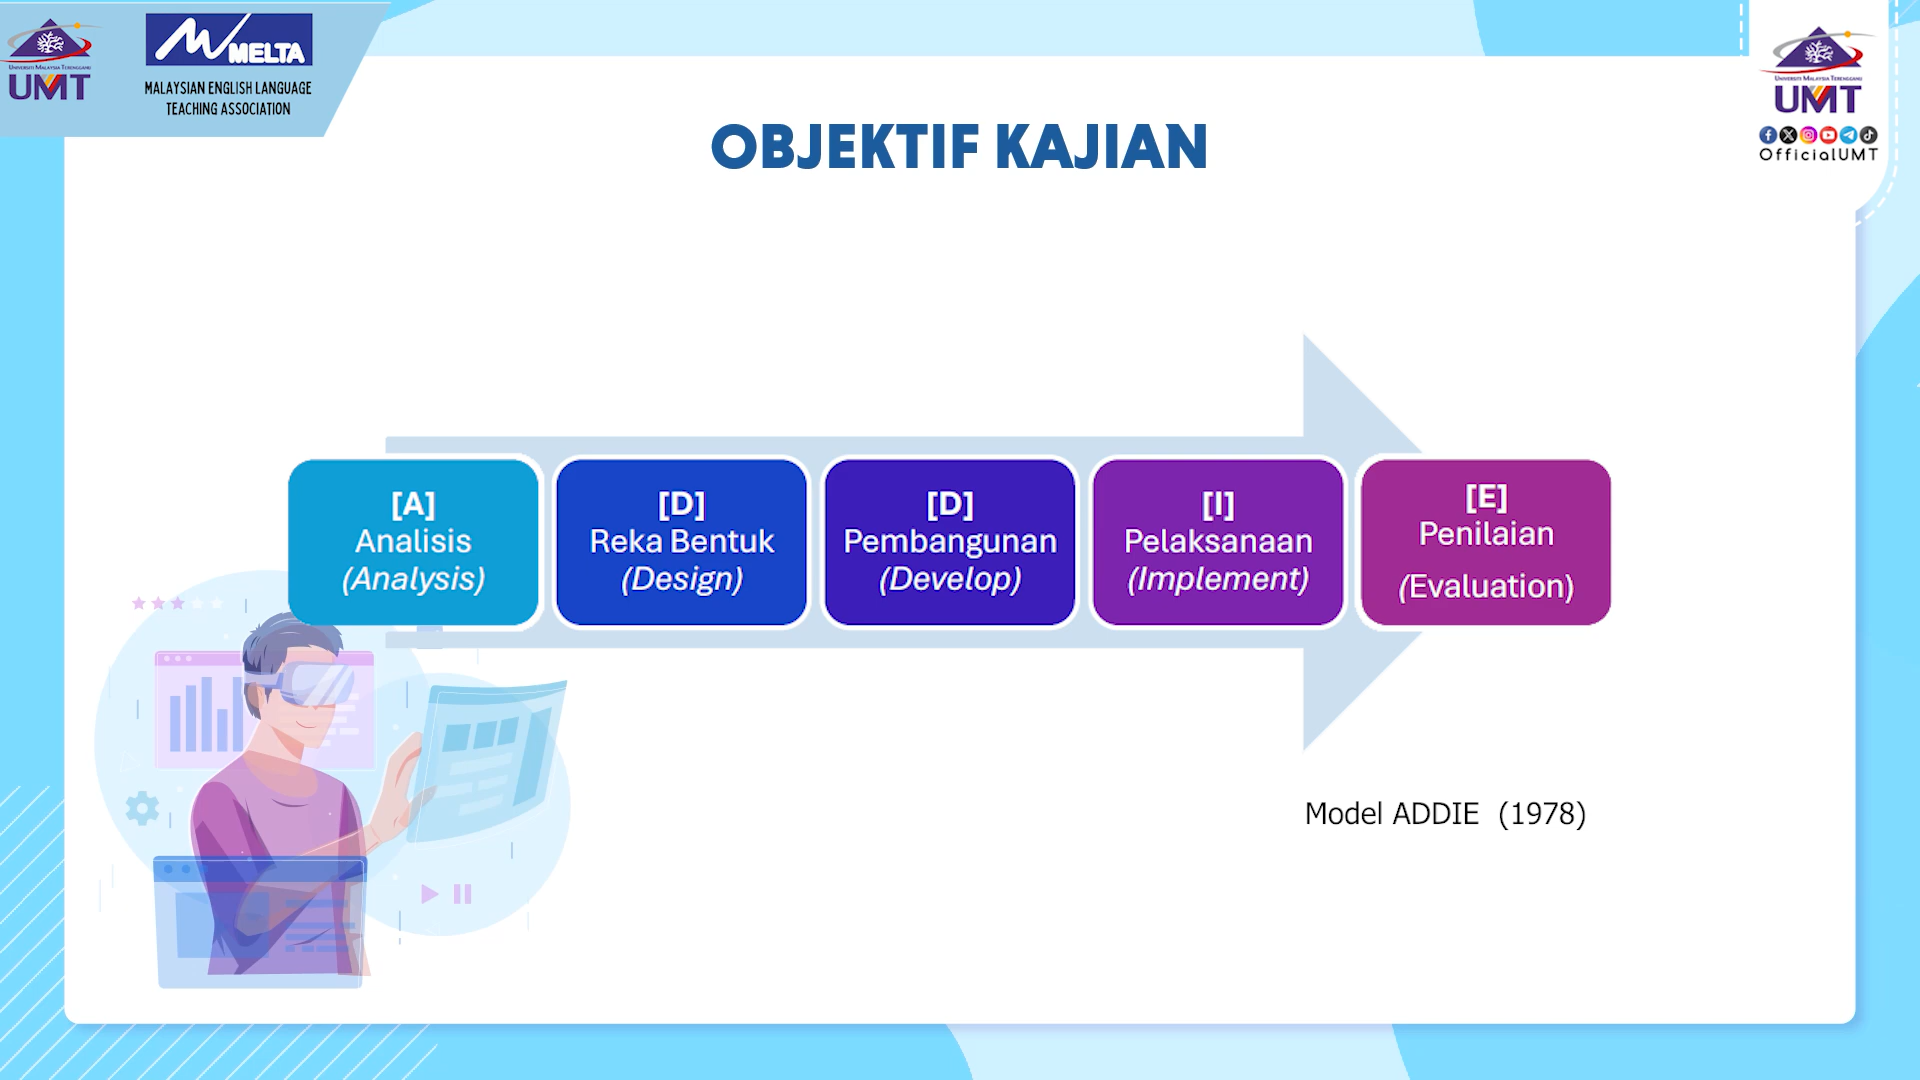 UNIVERSITI MALAYSIA TERENGGANU
UMT
MELTA
MALAYSIAN ENGLISH LANGUAGE
TEACHING ASSOCIATION
UNIVERSITI MALAYSIA TERENGGANU
UMT
OfficialUMT
OBJEKTIF KAJIAN
[A]
Analisis
(Analysis)
[D]
Reka Bentuk
(Design)
[D]
Pembangunan
(Develop)
[I]
Pelaksanaan
(Implement)
[E]
Penilaian
(Evaluation)
Model ADDIE (1978)